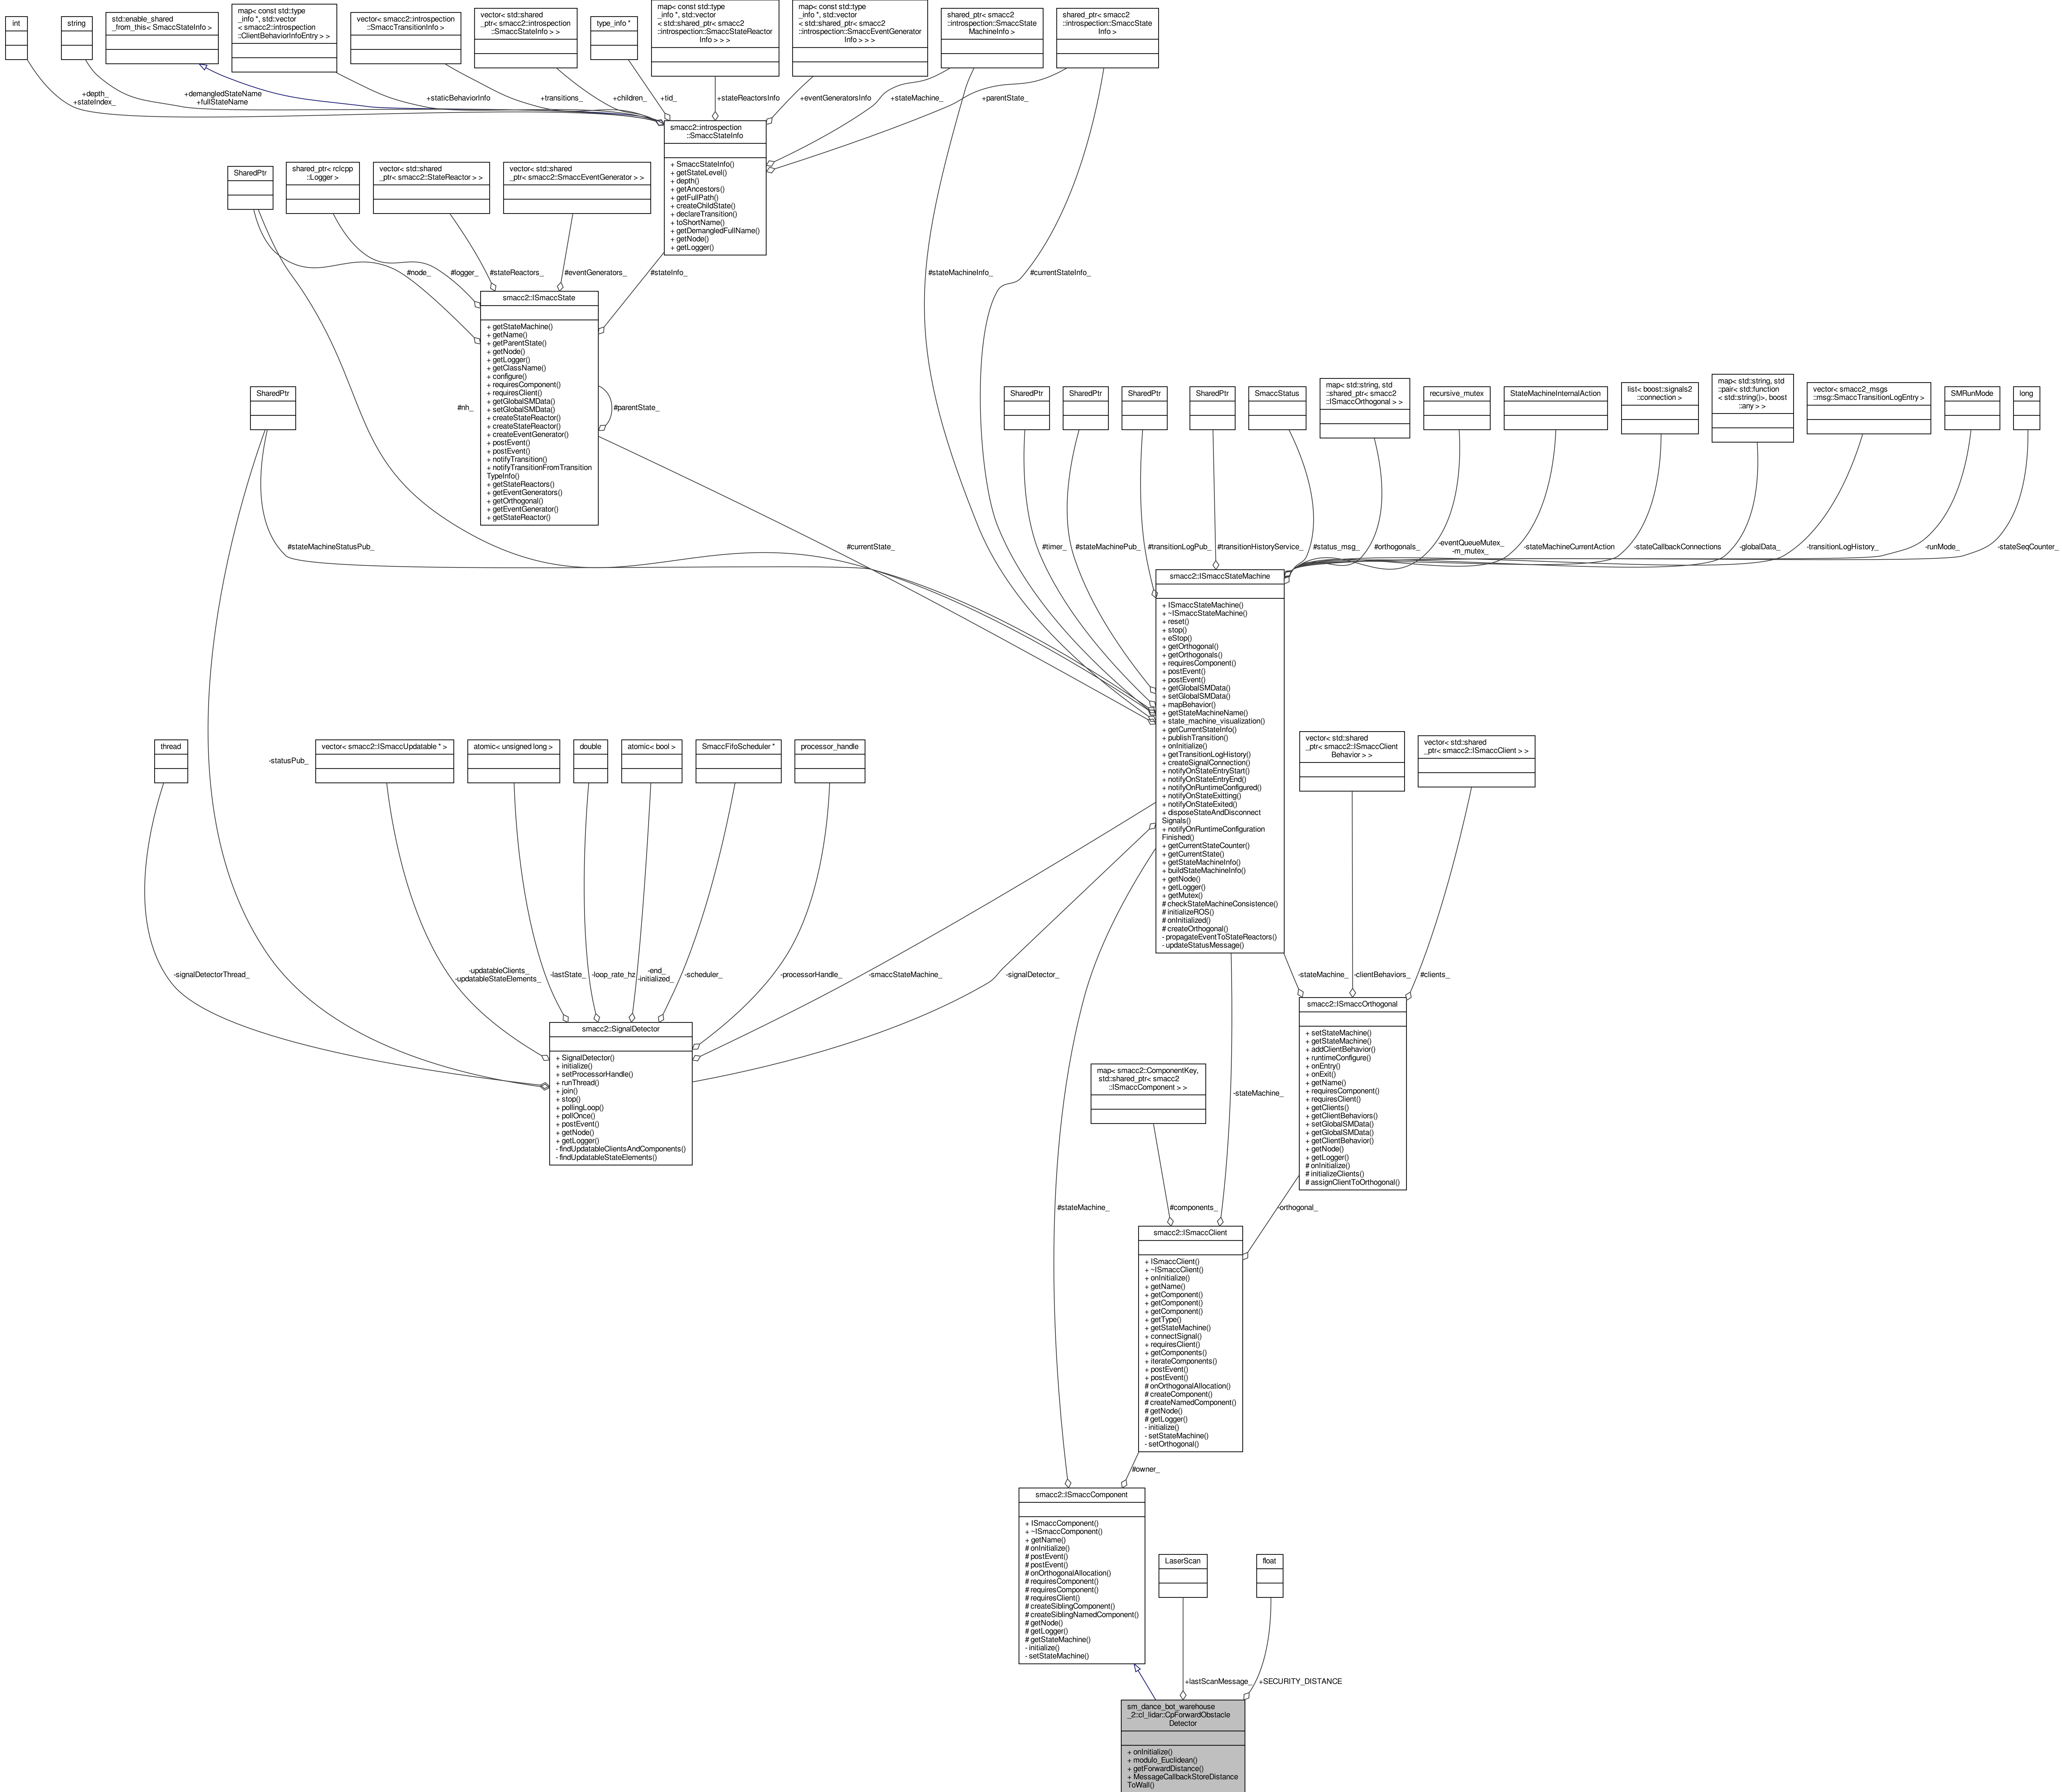 int
string
std::enable_shared
_from_this< SmaccStateInfo >
map< const std::type
_info *, std::vector
< smacc2::introspection
::ClientBehaviorInfoEntry > >
vector< smacc2::introspection
::SmaccTransitionInfo >
vector< std::shared
_ptr< smacc2::introspection
::SmaccStateInfo > >
type_info *
map< const std::type
_info *, std::vector
< std::shared_ptr< smacc2
::introspection::SmaccStateReactor
Info > > >
map< const std::type
_info *, std::vector
< std::shared_ptr< smacc2
::introspection::SmaccEventGenerator
Info > > >
shared_ptr< smacc2
::introspection::SmaccState
MachineInfo >
shared_ptr< smacc2
::introspection::SmaccState
Info >
+depth_
+stateIndex_
+demangledStateName
+fullStateName
+staticBehaviorInfo
+transitions_
+children_
+tid_
+stateReactorsInfo
+eventGeneratorsInfo
+stateMachine_
+parentState_
smacc2::introspection
::SmaccStateInfo
+ SmaccStateInfo()
+ getStateLevel()
+ depth()
+ getAncestors()
+ getFullPath()
+ createChildState()
+ declareTransition()
+ toShortName()
+ getDemangledFullName()
+ getNode()
+ getLogger()
SharedPtr
shared_ptr< rclcpp
::Logger >
vector< std::shared
_ptr< smacc2::StateReactor > >
vector< std::shared
_ptr< smacc2::SmaccEventGenerator > >
#node_
#logger_
#stateReactors_
#eventGenerators_
#stateInfo_
#stateMachineInfo_
#currentStateInfo_
smacc2::ISmaccState
+ getStateMachine()
+ getName()
+ getParentState()
+ getNode()
+ getLogger()
+ getClassName()
+ configure()
+ requiresComponent()
+ requiresClient()
+ getGlobalSMData()
+ setGlobalSMData()
+ createStateReactor()
+ createStateReactor()
+ createEventGenerator()
+ postEvent()
+ postEvent()
+ notifyTransition()
+ notifyTransitionFromTransition
TypeInfo()
+ getStateReactors()
+ getEventGenerators()
+ getOrthogonal()
+ getEventGenerator()
+ getStateReactor()
#parentState_
#nh_
SharedPtr
SharedPtr
SharedPtr
SharedPtr
SharedPtr
SmaccStatus
map< std::string, std
::shared_ptr< smacc2
::ISmaccOrthogonal > >
recursive_mutex
StateMachineInternalAction
list< boost::signals2
::connection >
map< std::string, std
::pair< std::function
< std::string()>, boost
::any > >
vector< smacc2_msgs
::msg::SmaccTransitionLogEntry >
SMRunMode
long
#stateMachineStatusPub_
#currentState_
#timer_
#stateMachinePub_
#transitionLogPub_
#transitionHistoryService_
#status_msg_
#orthogonals_
-eventQueueMutex_
-m_mutex_
-stateMachineCurrentAction
-stateCallbackConnections
-globalData_
-transitionLogHistory_
-runMode_
-stateSeqCounter_
smacc2::ISmaccStateMachine
+ ISmaccStateMachine()
+ ~ISmaccStateMachine()
+ reset()
+ stop()
+ eStop()
+ getOrthogonal()
+ getOrthogonals()
+ requiresComponent()
+ postEvent()
+ postEvent()
+ getGlobalSMData()
+ setGlobalSMData()
+ mapBehavior()
+ getStateMachineName()
+ state_machine_visualization()
+ getCurrentStateInfo()
+ publishTransition()
+ onInitialize()
+ getTransitionLogHistory()
+ createSignalConnection()
+ notifyOnStateEntryStart()
+ notifyOnStateEntryEnd()
+ notifyOnRuntimeConfigured()
+ notifyOnStateExitting()
+ notifyOnStateExited()
+ disposeStateAndDisconnect
Signals()
+ notifyOnRuntimeConfiguration
Finished()
+ getCurrentStateCounter()
+ getCurrentState()
+ getStateMachineInfo()
+ buildStateMachineInfo()
+ getNode()
+ getLogger()
+ getMutex()
# checkStateMachineConsistence()
# initializeROS()
# onInitialized()
# createOrthogonal()
- propagateEventToStateReactors()
- updateStatusMessage()
thread
-statusPub_
vector< smacc2::ISmaccUpdatable * >
atomic< unsigned long >
double
atomic< bool >
SmaccFifoScheduler *
processor_handle
vector< std::shared
_ptr< smacc2::ISmaccClient
Behavior > >
vector< std::shared
_ptr< smacc2::ISmaccClient > >
-signalDetectorThread_
-updatableClients_
-updatableStateElements_
-lastState_
-loop_rate_hz
-end_
-initialized_
-scheduler_
-processorHandle_
-smaccStateMachine_
-signalDetector_
-stateMachine_
-clientBehaviors_
#clients_
smacc2::SignalDetector
+ SignalDetector()
+ initialize()
+ setProcessorHandle()
+ runThread()
+ join()
+ stop()
+ pollingLoop()
+ pollOnce()
+ postEvent()
+ getNode()
+ getLogger()
- findUpdatableClientsAndComponents()
- findUpdatableStateElements()
smacc2::ISmaccOrthogonal
+ setStateMachine()
+ getStateMachine()
+ addClientBehavior()
+ runtimeConfigure()
+ onEntry()
+ onExit()
+ getName()
+ requiresComponent()
+ requiresClient()
+ getClients()
+ getClientBehaviors()
+ setGlobalSMData()
+ getGlobalSMData()
+ getClientBehavior()
+ getNode()
+ getLogger()
# onInitialize()
# initializeClients()
# assignClientToOrthogonal()
map< smacc2::ComponentKey,
std::shared_ptr< smacc2
::ISmaccComponent > >
-stateMachine_
#stateMachine_
#components_
-orthogonal_
smacc2::ISmaccClient
+ ISmaccClient()
+ ~ISmaccClient()
+ onInitialize()
+ getName()
+ getComponent()
+ getComponent()
+ getComponent()
+ getType()
+ getStateMachine()
+ connectSignal()
+ requiresClient()
+ getComponents()
+ iterateComponents()
+ postEvent()
+ postEvent()
# onOrthogonalAllocation()
# createComponent()
# createNamedComponent()
# getNode()
# getLogger()
- initialize()
- setStateMachine()
- setOrthogonal()
#owner_
smacc2::ISmaccComponent
+ ISmaccComponent()
+ ~ISmaccComponent()
+ getName()
# onInitialize()
# postEvent()
# postEvent()
# onOrthogonalAllocation()
# requiresComponent()
# requiresComponent()
# requiresClient()
# createSiblingComponent()
# createSiblingNamedComponent()
# getNode()
# getLogger()
# getStateMachine()
- initialize()
- setStateMachine()
LaserScan
float
+lastScanMessage_
+SECURITY_DISTANCE
sm_dance_bot_warehouse
_2::cl_lidar::CpForwardObstacle
Detector
+ onInitialize()
+ modulo_Euclidean()
+ getForwardDistance()
+ MessageCallbackStoreDistance
ToWall()